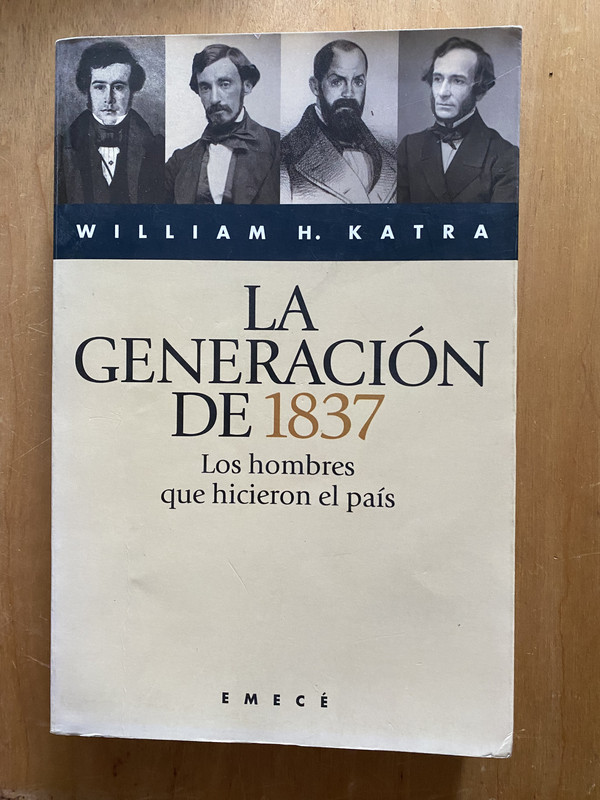 WILLIAM H. KATRA
LA
GENERACIÓN
DE 1837
Los hombres
que hicieron el país
EMECÉ